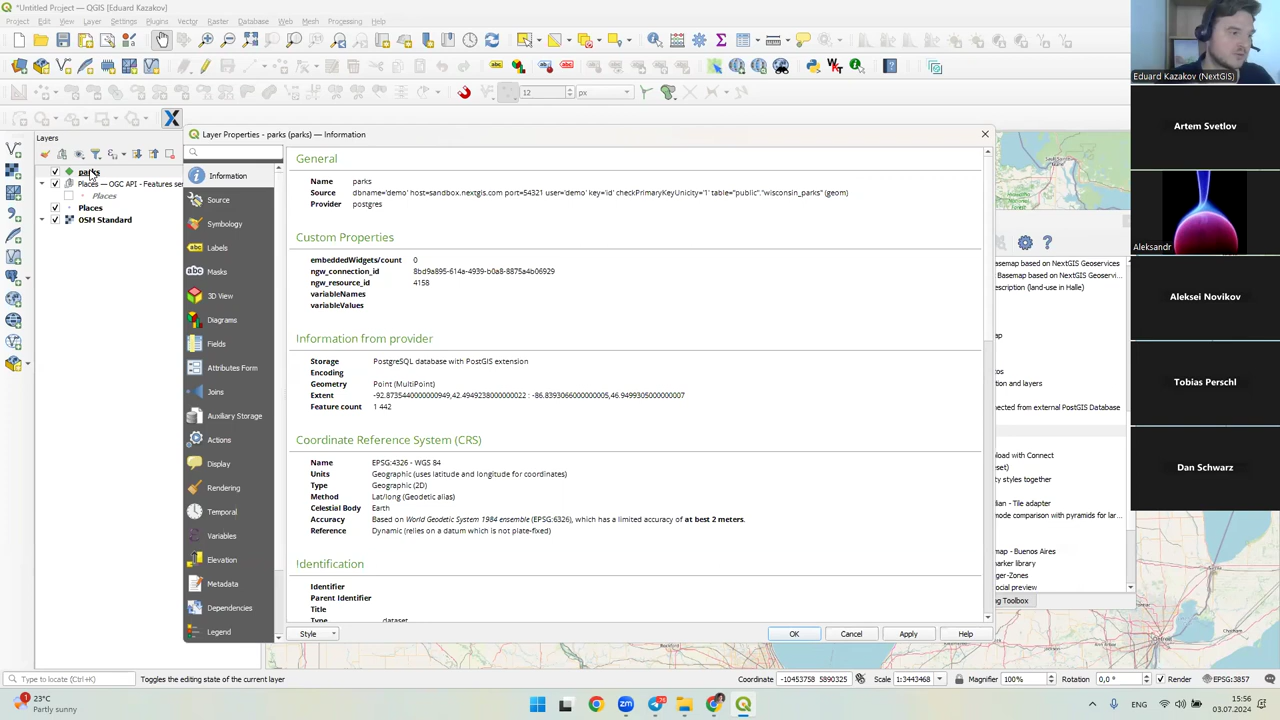 *Untitled Project — QGIS (Eduard Kazakov)
Project Edit View Layer Settings Plugins Vector Raster Database Web Mesh Processing Help
12 px
Layers
parks
Places — OGC API - Features ser
Places
Places
OSM Standard
Layer Properties - parks (parks) — Information
Information
Source
Symbology
Labels
Masks
3D View
Diagrams
Fields
Attributes Form
Joins
Auxiliary Storage
Actions
Display
Rendering
Temporal
Variables
Elevation
Metadata
Dependencies
Legend
General
Name parks
Source dbname='demo' host=sandbox.nextgis.com port=54321 user='demo' key='id' checkPrimaryKeyUnicity='1' table="public"."wisconsin_parks" (geom)
Provider postgres
Custom Properties
embeddedWidgets/count 0
ngw_connection_id 8bd9a895-614a-4939-b0a8-8875a4b06929
ngw_resource_id 4158
variableNames
variableValues
Information from provider
Storage PostgreSQL database with PostGIS extension
Encoding
Geometry Point (MultiPoint)
Extent -92.8735440000000949,42.4949238000000022 : -86.8393066000000005,46.9499305000000007
Feature count 1 442
Coordinate Reference System (CRS)
Name EPSG:4326 - WGS 84
Units Geographic (uses latitude and longitude for coordinates)
Type Geographic (2D)
Method Lat/long (Geodetic alias)
Celestial Body Earth
Accuracy Based on World Geodetic System 1984 ensemble (EPSG:6326), which has a limited accuracy of at best 2 meters.
Reference Dynamic (relies on a datum which is not plate-fixed)
Identification
Identifier
Parent Identifier
Title
Type dataset
Style
OK Cancel Apply Help
asemap based on NextGIS Geoservices
Basemap based on NextGIS Geoservi...
escription (land-use in Halle)
map
tos
tion and layers
nected from external PostGIS Database
load with Connect
set)
ty styles together
lian - Tile adapter
mode comparison with pyramids for lar...
map - Buenos Aires
arker library
ger-Zones
ocial preview
ng Toolbox
Eduard Kazakov (NextGIS)
Artem Svetlov
Aleksandr
Aleksei Novikov
Tobias Perschl
Dan Schwarz
Type to locate (Ctrl+K)
Toggles the editing state of the current layer
Coordinate -10453758 5890325
Scale 1:3443468
Magnifier 100%
Rotation 0,0 °
Render
EPSG:3857
23°C
Partly sunny
ENG
15:56
03.07.2024